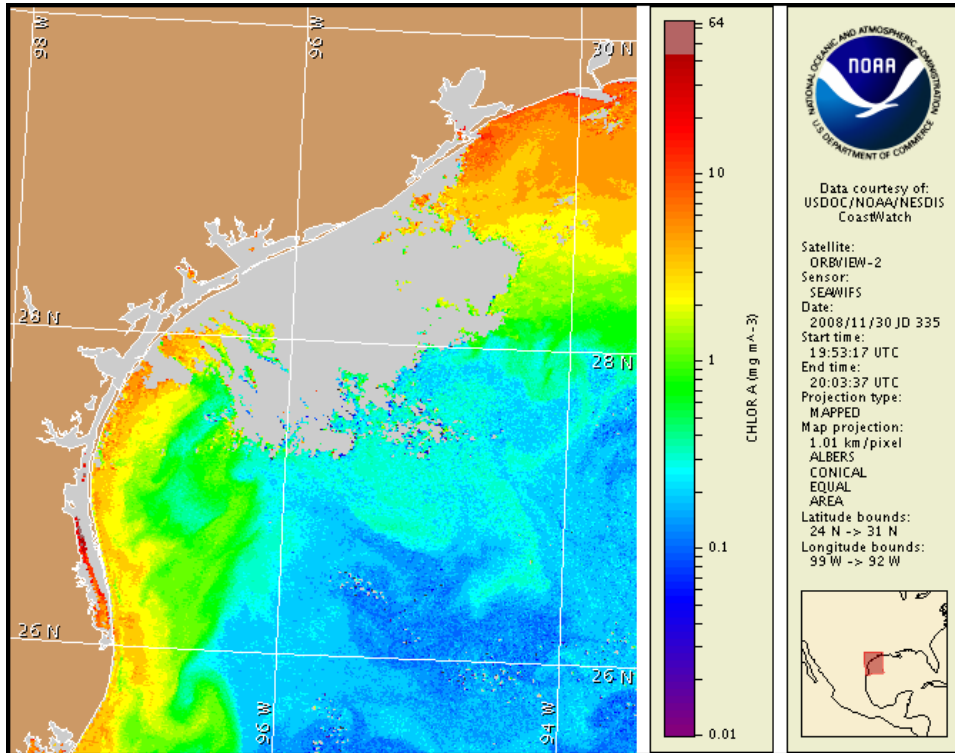 98 W
96 W
30 N
28 N
28 N
26 N
26 N
96 W
94 W
64
10
1
0.1
0.01
CHLOR A (mg m^-3)
NATIONAL OCEANIC AND ATMOSPHERIC ADMINISTRATION
NOAA
U.S. DEPARTMENT OF COMMERCE
Data courtesy of:
USDOC/NOAA/NESDIS
CoastWatch
Satellite:
ORBVIEW-2
Sensor:
SEAWIFS
Date:
2008/11/30 JD 335
Start time:
19:53:17 UTC
End time:
20:03:37 UTC
Projection type:
MAPPED
Map projection:
1.01 km/pixel
ALBERS
CONICAL
EQUAL
AREA
Latitude bounds:
24 N -> 31 N
Longitude bounds:
99 W -> 92 W